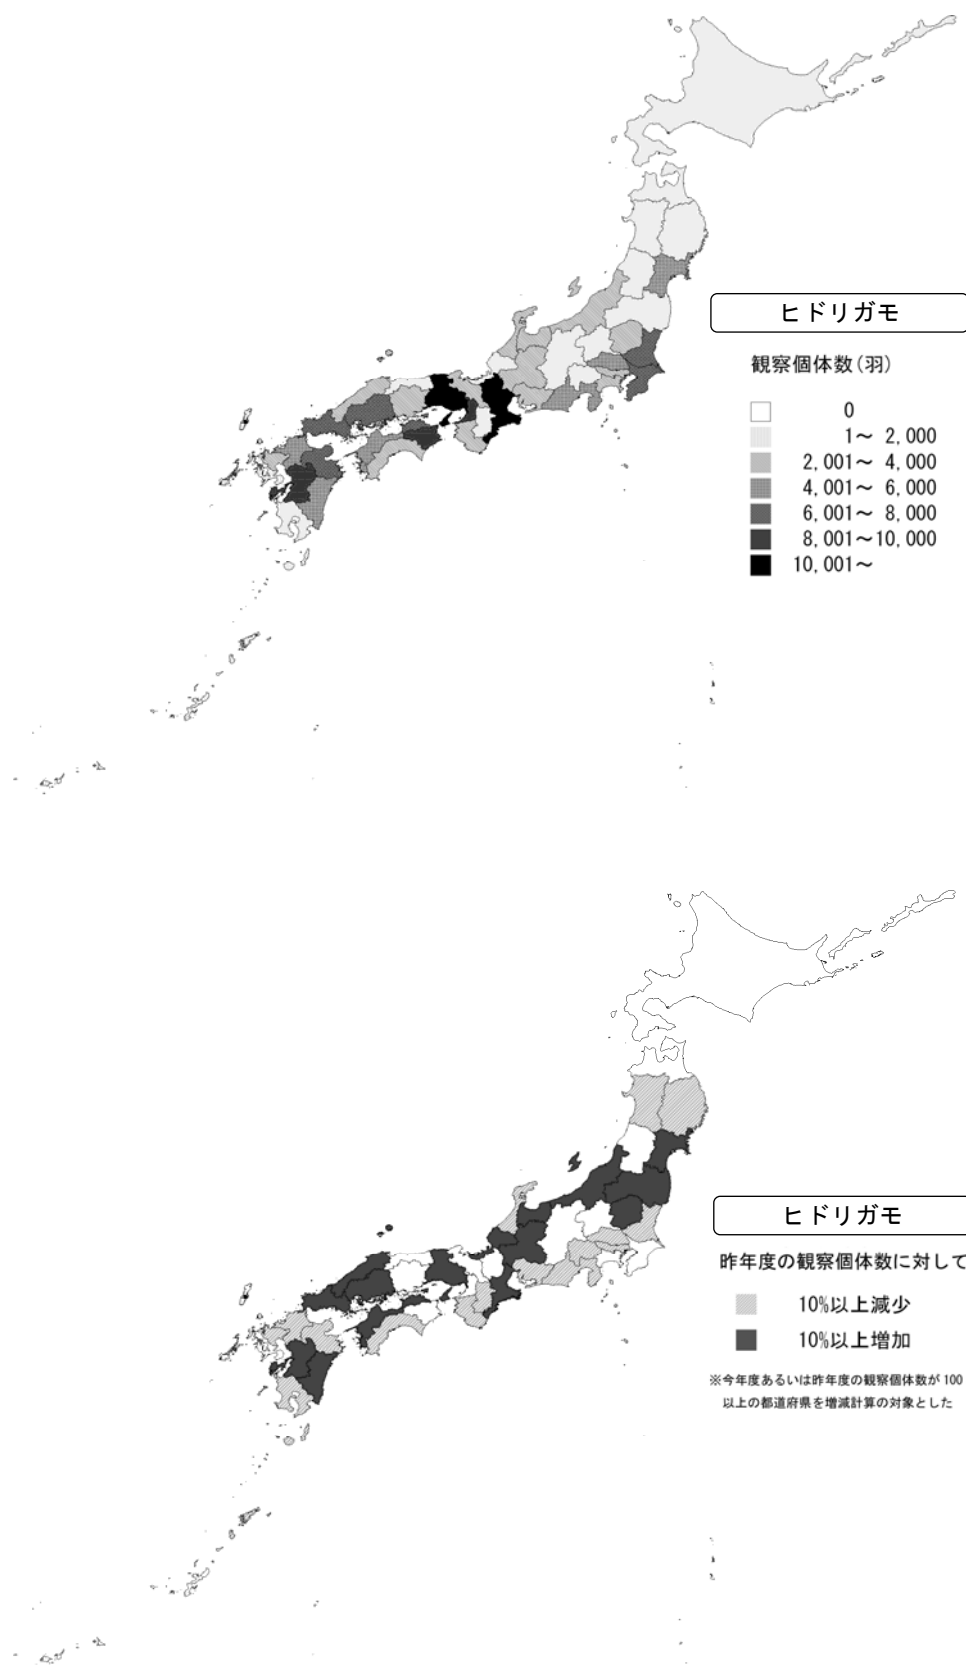 ヒドリガモ
観察個体数(羽)
0
1～ 2,000
2,001～ 4,000
4,001～ 6,000
6,001～ 8,000
8,001～10,000
10,001～
ヒドリガモ
昨年度の観察個体数に対して
10%以上減少
10%以上増加
※今年度あるいは昨年度の観察個体数が 100
以上の都道府県を増減計算の対象とした